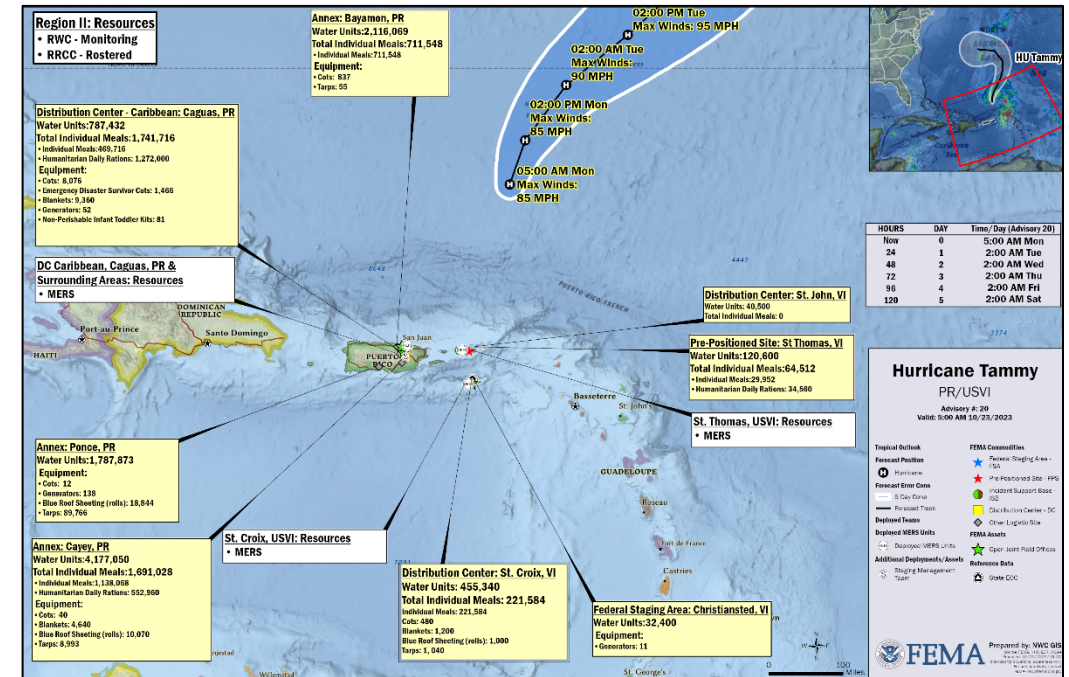 Region II: Resources
• RWC - Monitoring
• RRCC - Rostered
Annex: Bayamon, PR
Water Units:2,116,069
Total Individual Meals:711,548
• Individual Meals:711,548
Equipment:
• Cots: 837
• Tarps: 55
02:00 PM Tue
Max Winds: 95 MPH
02:00 AM Tue
Max Winds:
90 MPH
02:00 PM Mon
Max Winds:
85 MPH
05:00 AM Mon
Max Winds:
85 MPH
NORTH
AMERICAN
HU Tammy
Caribbean
Sea
Distribution Center - Caribbean: Caguas, PR
Water Units:787,432
Total Individual Meals:1,741,716
• Individual Meals:469,716
• Humanitarian Daily Rations: 1,272,000
Equipment:
• Cots: 8,076
• Emergency Disaster Survivor Cots: 1,466
• Blankets: 9,360
• Generators: 52
• Non-Perishable Infant Toddler Kits: 81
HOURS DAY Time/Day (Advisory 20)
Now 0 5:00 AM Mon
24 1 2:00 AM Tue
48 2 2:00 AM Wed
72 3 2:00 AM Thu
96 4 2:00 AM Fri
120 5 2:00 AM Sat
DC Caribbean, Caguas, PR &
Surrounding Areas: Resources
• MERS
8648
4447
PUERTO RICO TRENCH
Distribution Center: St. John, VI
Water Units: 40,500
Total Individual Meals: 0
DOMINICAN
REPUBLIC
Port-au-Prince
Santo Domingo
HAITI
San Juan
PUERTO
RICO
7374
Pre-Positioned Site: St Thomas, VI
Water Units:120,600
Total Individual Meals:64,512
• Individual Meals:29,952
• Humanitarian Daily Rations: 34,560
Basseterre
St. John's
St. Thomas, USVI: Resources
• MERS
Hurricane Tammy
PR/USVI
Advisory #: 20
Valid: 5:00 AM 10/23/2023
Tropical Outlook
Forecast Position
Hurricane
Forecast Error Cone
5 Day Cone
Forecast Track
Deployed Teams
Deployed MERS Units
Deployed MERS Units
Additional Deployments/Assets
Staging Management
Team
FEMA Commodities
Federal Staging Area -
FSA
Pre-Positioned Site - PPS
Incident Support Base -
ISB
Distribution Center - DC
Other Logistic Site
FEMA Assets
Open Joint Field Offices
Reference Data
State EOC
Annex: Ponce, PR
Water Units:1,787,873
Equipment:
• Cots: 12
• Generators: 138
• Blue Roof Sheeting (rolls): 18,844
• Tarps: 89,766
GUADELOUPE
Roseau
Fort-de-France
Castries
St. Croix, USVI: Resources
• MERS
Annex: Cayey, PR
Water Units:4,177,050
Total Individual Meals:1,691,028
• Individual Meals:1,138,068
• Humanitarian Daily Rations: 552,960
Equipment:
• Cots: 40
• Blankets: 4,640
• Blue Roof Sheeting (rolls): 10,070
• Tarps: 8,993
Distribution Center: St. Croix, VI
Water Units: 455,340
Total Individual Meals: 221,584
Individual Meals: 221,584
Cots: 480
Blankets: 1,200
Blue Roof Sheeting (rolls): 1,000
Tarps: 1,040
Federal Staging Area: Christiansted, VI
Water Units:32,400
Equipment:
• Generators: 11
Willemstad
St. George's
0 100
Miles
FEMA
Prepared by: NWC GIS